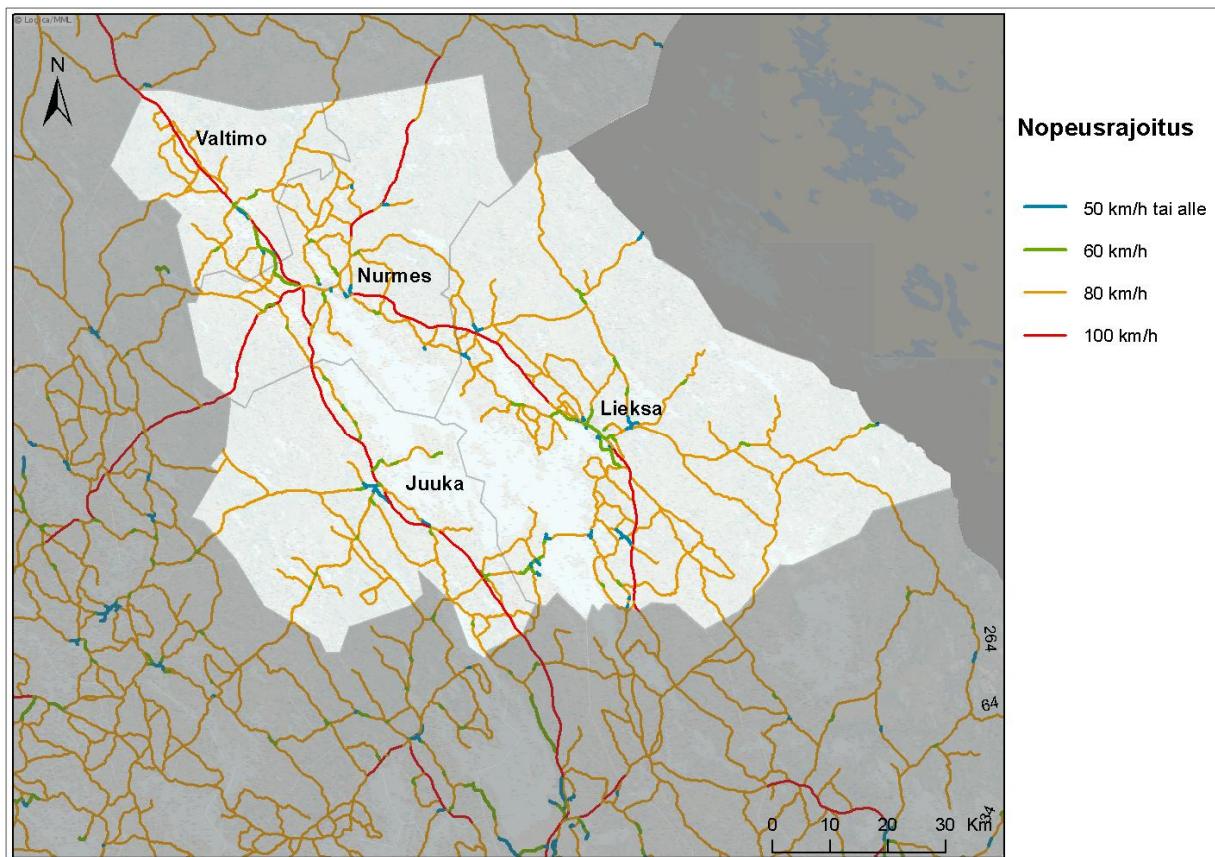 © Logica/MML
N
Valtimo
Nurmes
Lieksa
Juuka
264
64
334
0 10 20 30 Km
Nopeusrajoitus
50 km/h tai alle
60 km/h
80 km/h
100 km/h